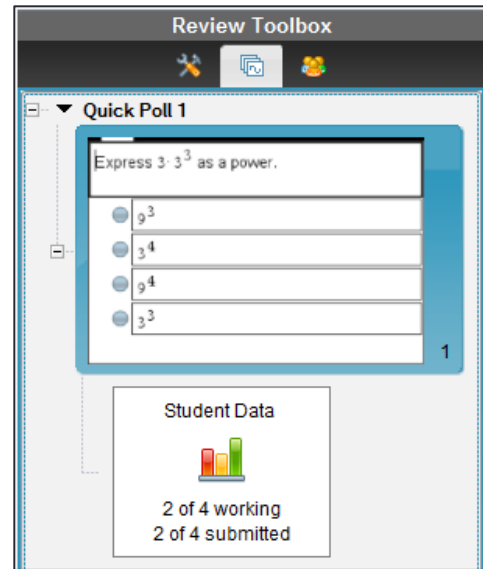 Review Toolbox
Quick Poll 1
Express 3· 3³ as a power.
9³
3⁴
9⁴
3³
1
Student Data
2 of 4 working
2 of 4 submitted